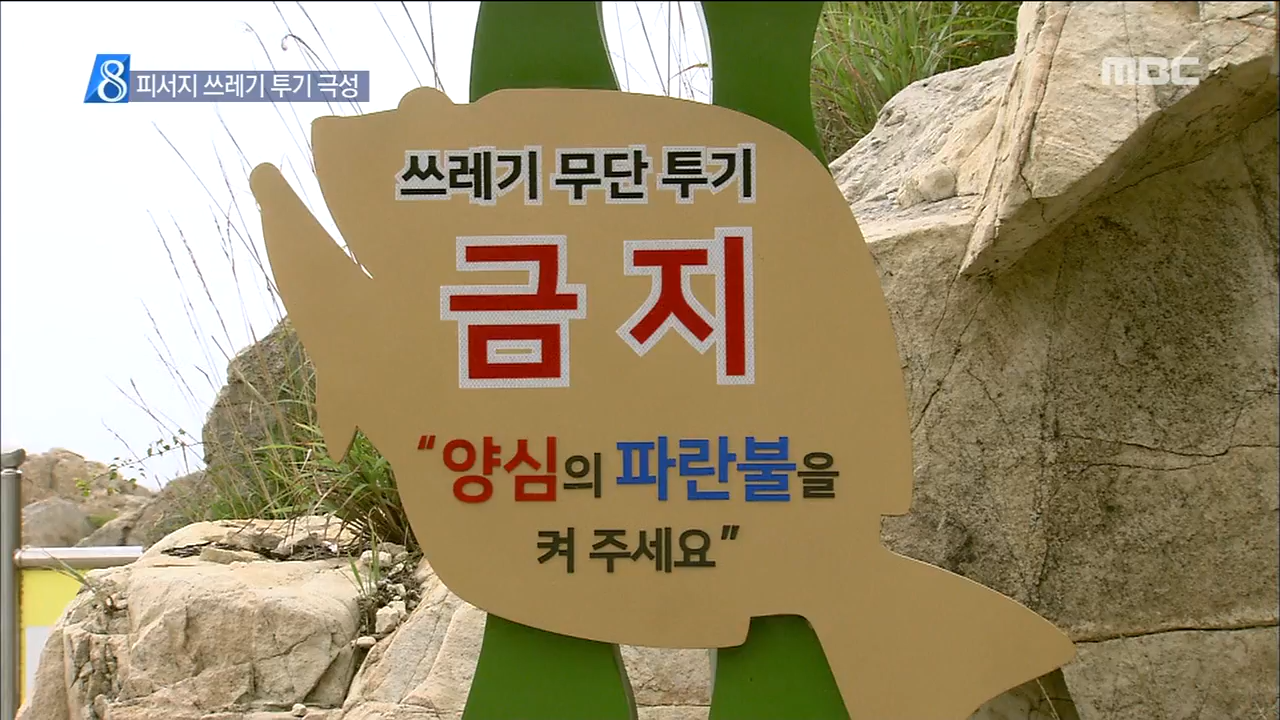 8 피서지 쓰레기 투기 극성
MBC
쓰레기 무단 투기
금지
"양심의 파란불을
켜 주세요"